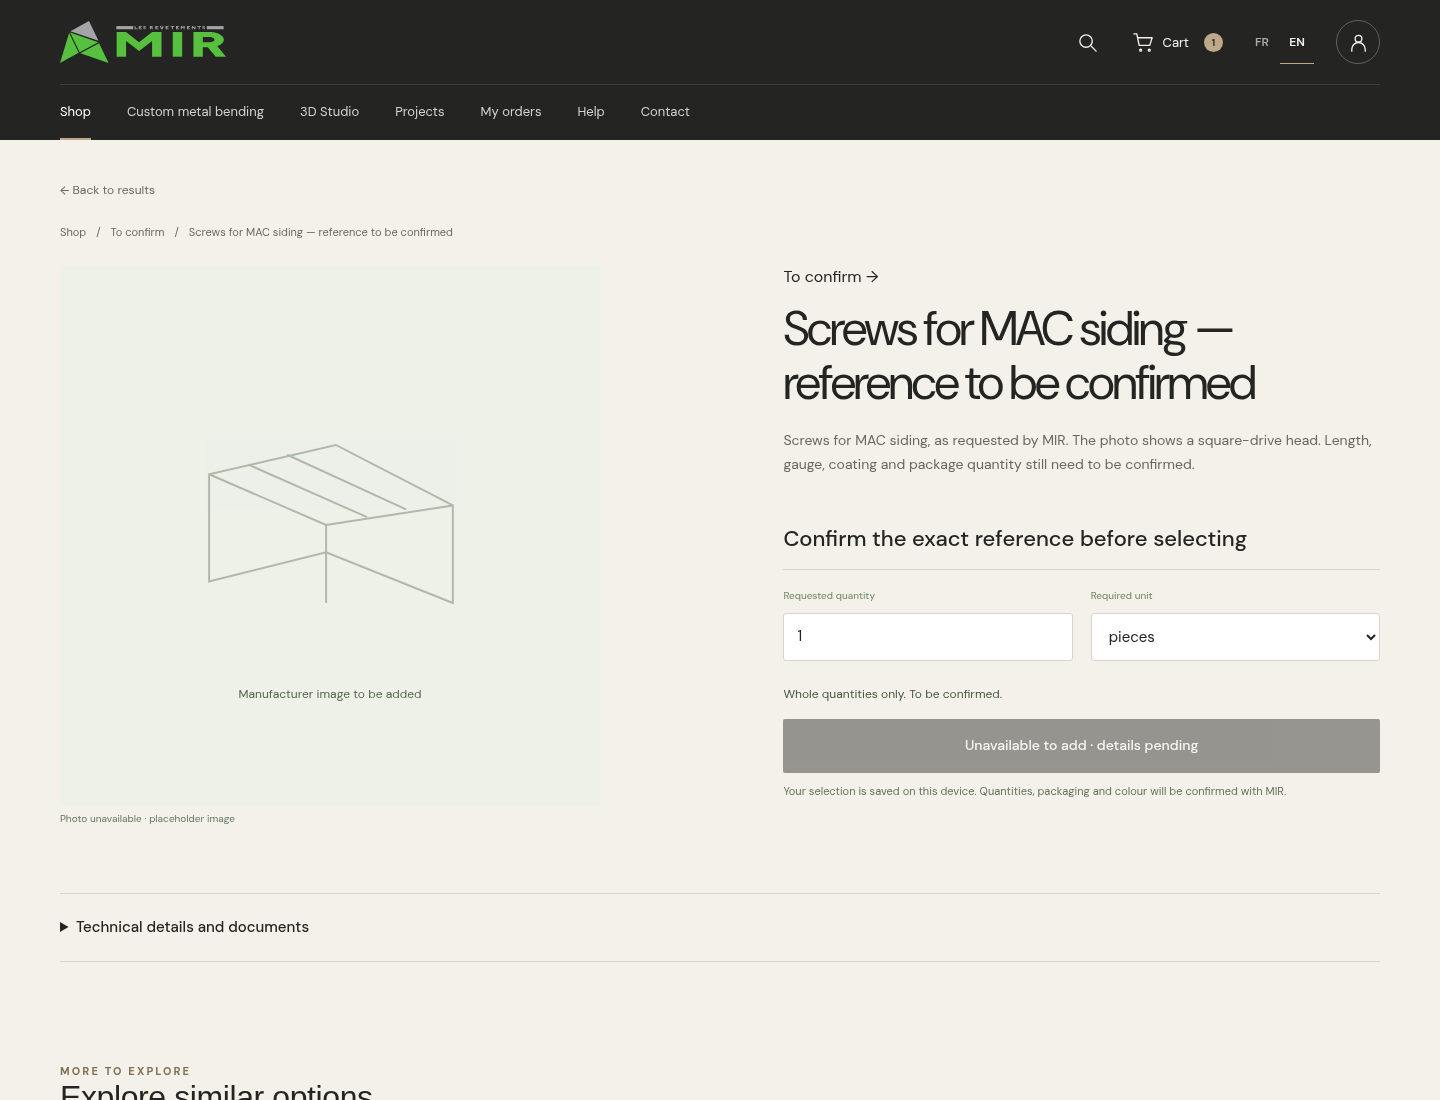 LES REVÊTEMENTS
MIR
Cart 1 FR EN
Shop Custom metal bending 3D Studio Projects My orders Help Contact
← Back to results
Shop / To confirm / Screws for MAC siding — reference to be confirmed
To confirm →
Screws for MAC siding —
reference to be confirmed
Screws for MAC siding, as requested by MIR. The photo shows a square-drive head. Length,
gauge, coating and package quantity still need to be confirmed.
Confirm the exact reference before selecting
Requested quantity Required unit
1 pieces
Manufacturer image to be added
Whole quantities only. To be confirmed.
Unavailable to add · details pending
Your selection is saved on this device. Quantities, packaging and colour will be confirmed with MIR.
Photo unavailable · placeholder image
Technical details and documents
MORE TO EXPLORE
Explore similar options